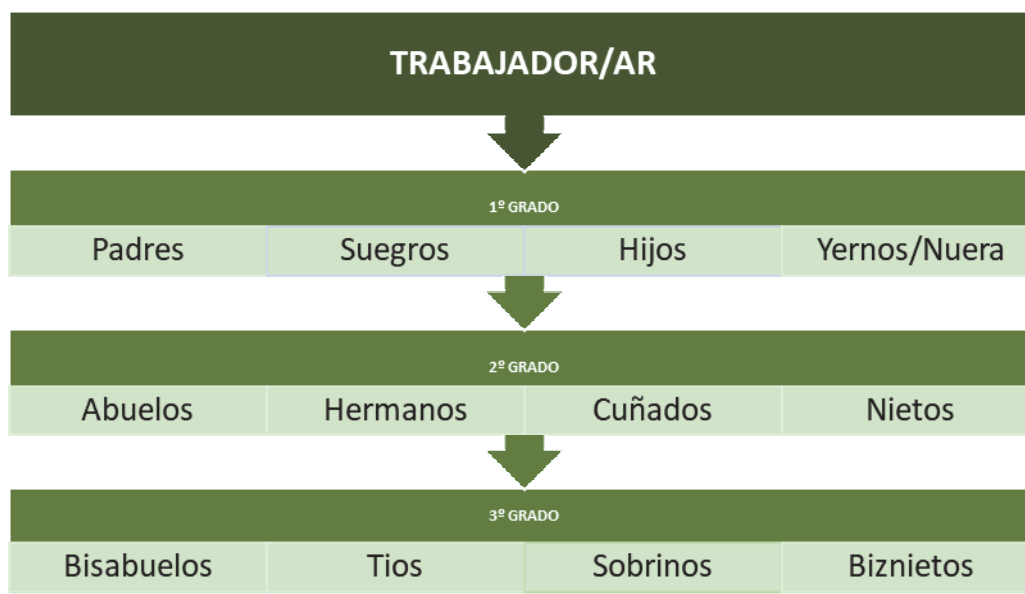 TRABAJADOR/AR
1º GRADO
Padres Suegros Hijos Yernos/Nuera
2º GRADO
Abuelos Hermanos Cuñados Nietos
3º GRADO
Bisabuelos Tios Sobrinos Biznietos